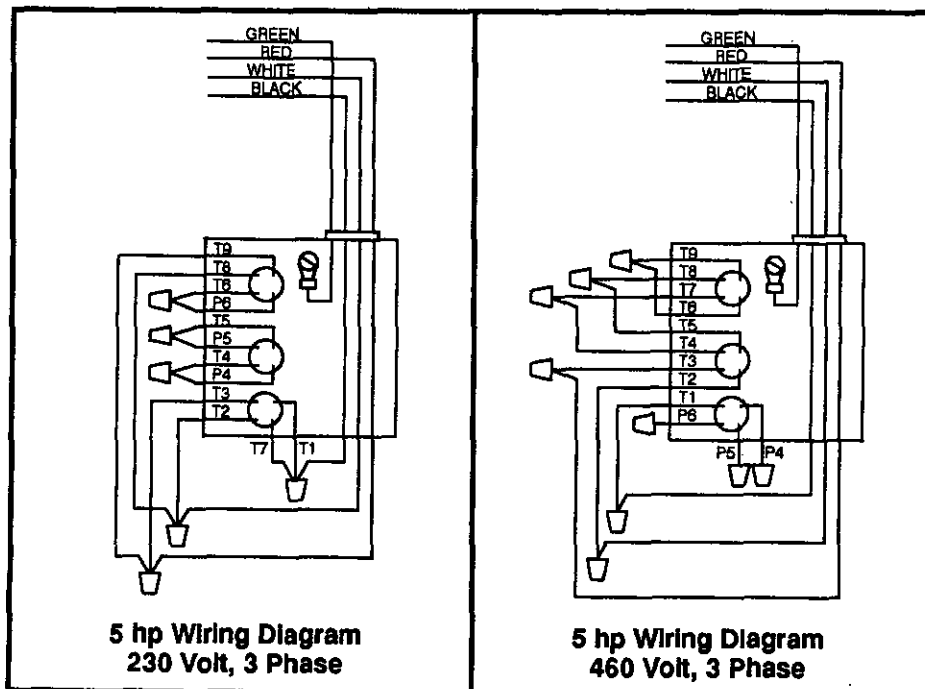 GREEN
RED
WHITE
BLACK
T9
T8
T6
P6
T5
P5
T4
P4
T3
T2
T7 T1
5 hp Wiring Diagram
230 Volt, 3 Phase
GREEN
RED
WHITE
BLACK
T9
T8
T7
T6
T5
T4
T3
T2
T1
P6
P5 P4
5 hp Wiring Diagram
460 Volt, 3 Phase